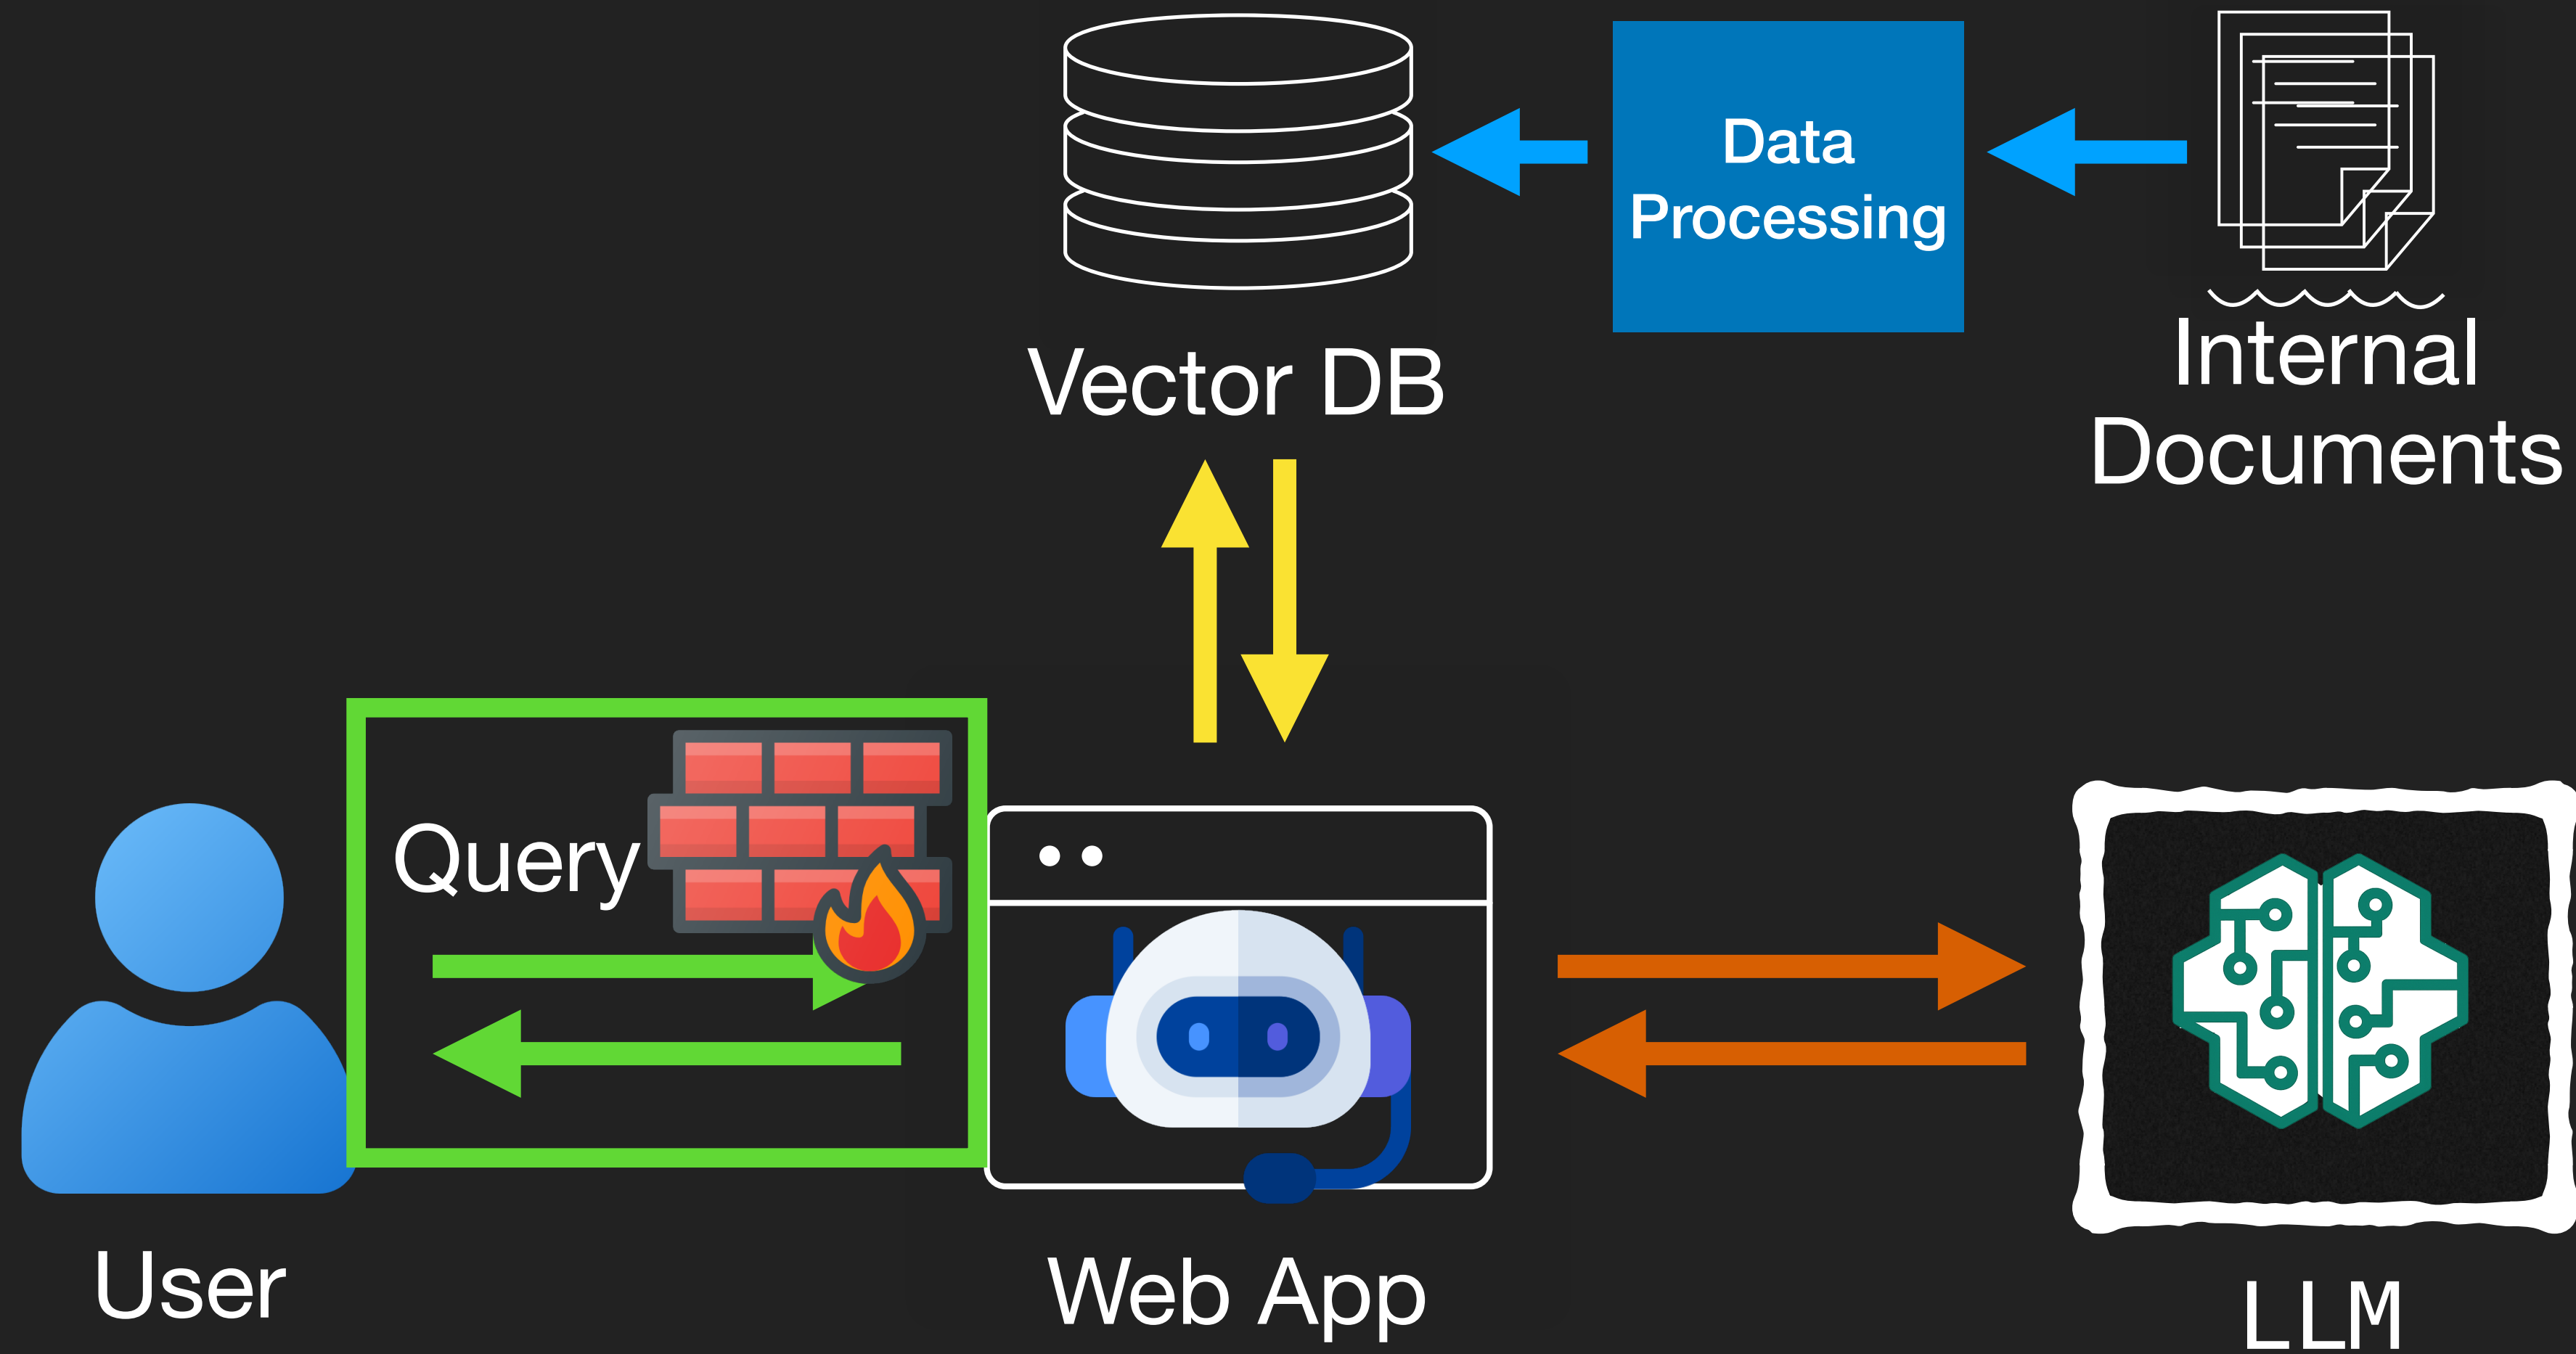 Data
Processing
Vector DB
Internal
Documents
Query
User
Web App
LLM